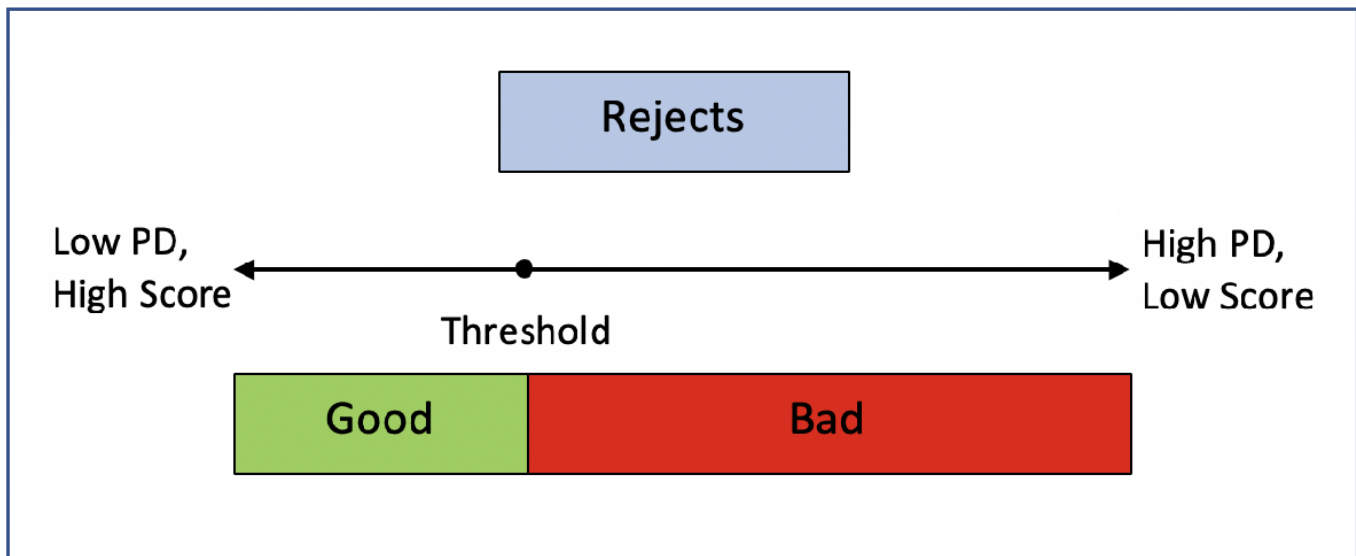 Rejects
Low PD,
High Score
High PD,
Low Score
Threshold
Good
Bad